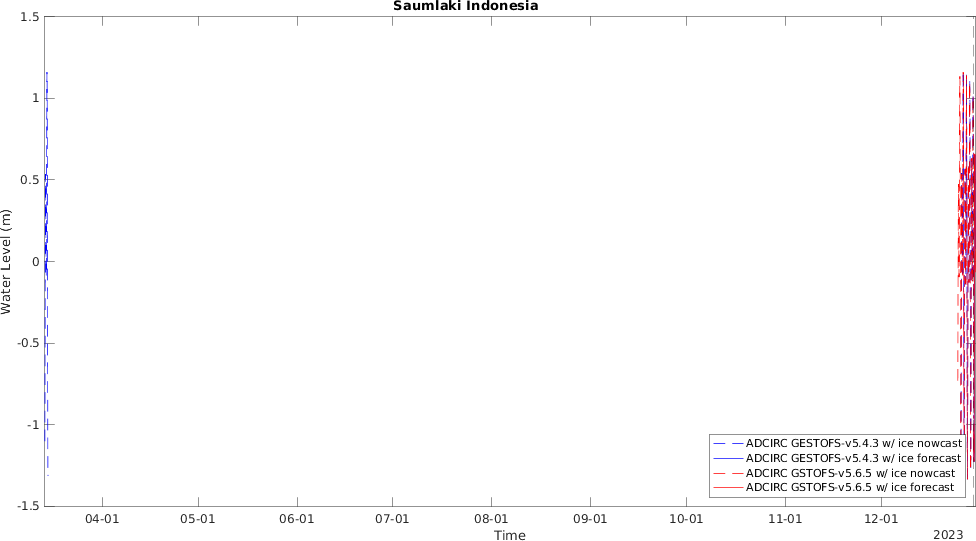 Saumlaki Indonesia
1.5
1
0.5
0
-0.5
-1
-1.5
Water Level (m)
04-01 05-01 06-01 07-01 08-01 09-01 10-01 11-01 12-01
Time
2023
ADCIRC GESTOFS-v5.4.3 w/ ice nowcast
ADCIRC GESTOFS-v5.4.3 w/ ice forecast
ADCIRC GSTOFS-v5.6.5 w/ ice nowcast
ADCIRC GSTOFS-v5.6.5 w/ ice forecast